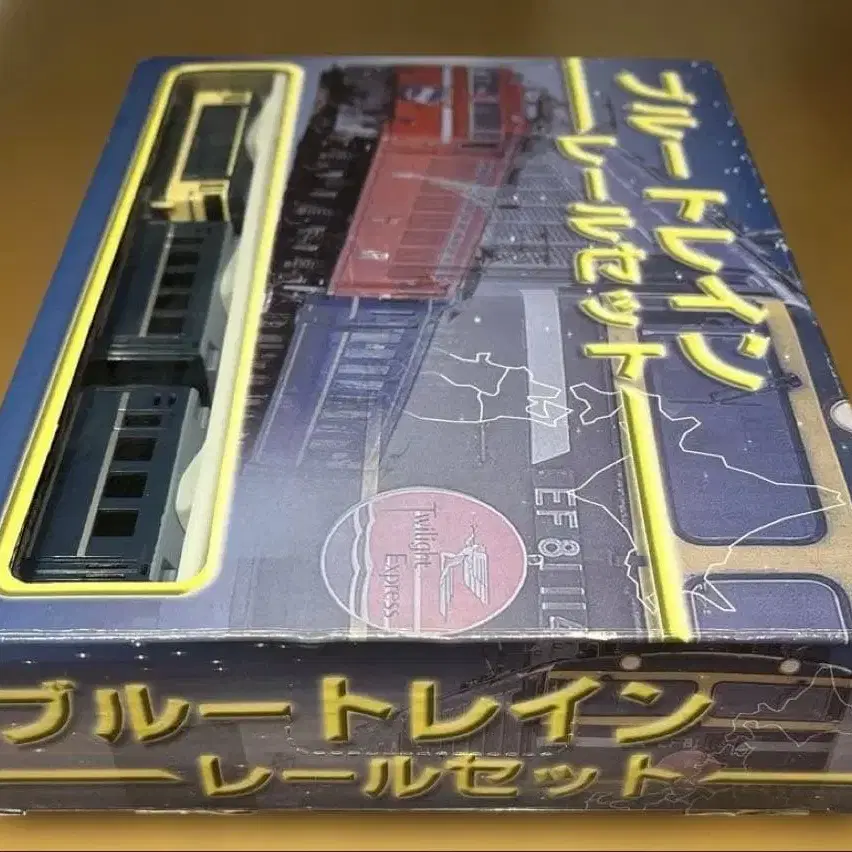 ブルートレイン
レールセット
Twilight
Express
EF 81 114
ブルートレイン
レールセット